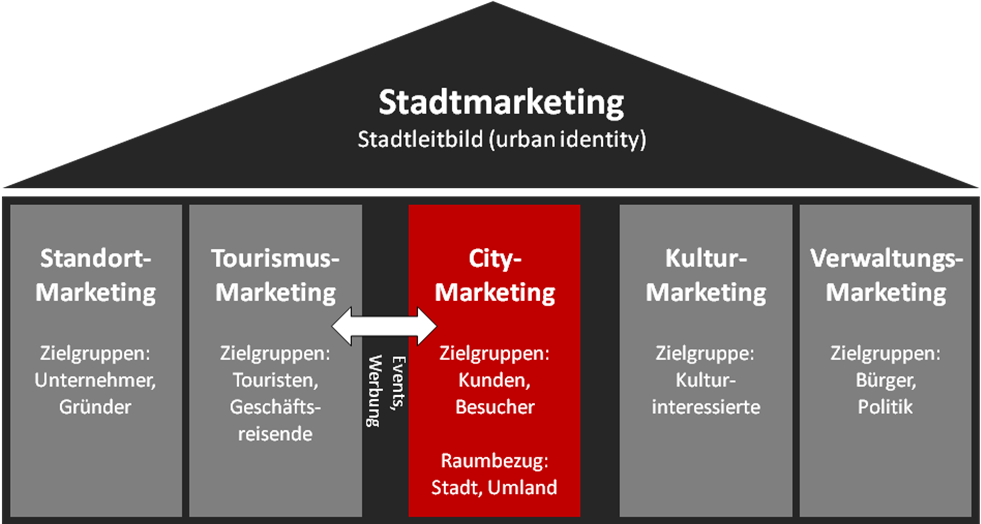 Stadtmarketing
Stadtleitbild (urban identity)
Standort-
Marketing
Zielgruppen:
Unternehmer,
Gründer
Tourismus-
Marketing
Zielgruppen:
Touristen,
Geschäfts-
reisende
Events,
Werbung
City-
Marketing
Zielgruppen:
Kunden,
Besucher
Raumbezug:
Stadt, Umland
Kultur-
Marketing
Zielgruppe:
Kultur-
interessierte
Verwaltungs-
Marketing
Zielgruppen:
Bürger,
Politik